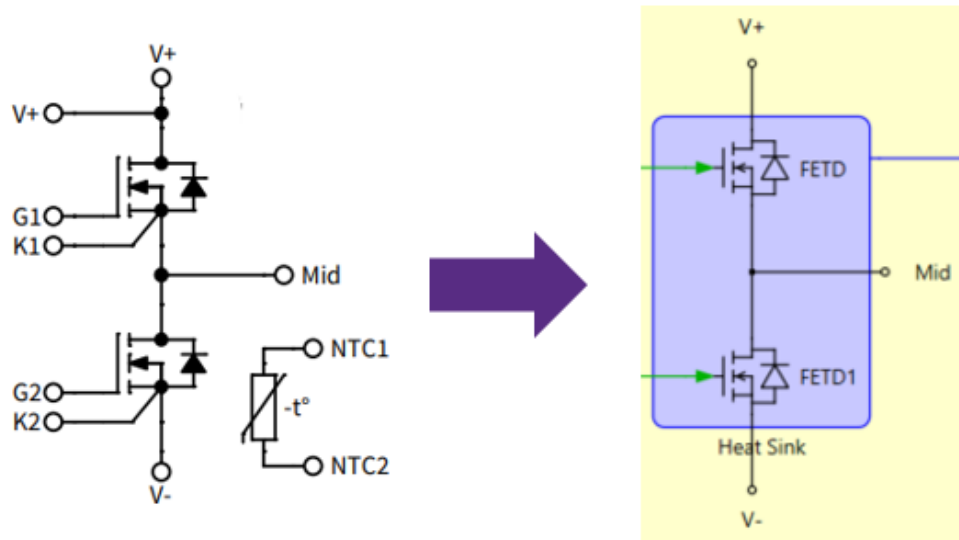 V+
V+
G1
K1
Mid
G2
K2
NTC1
-t°
NTC2
V-
V+
FETD
Mid
FETD1
Heat Sink
V-